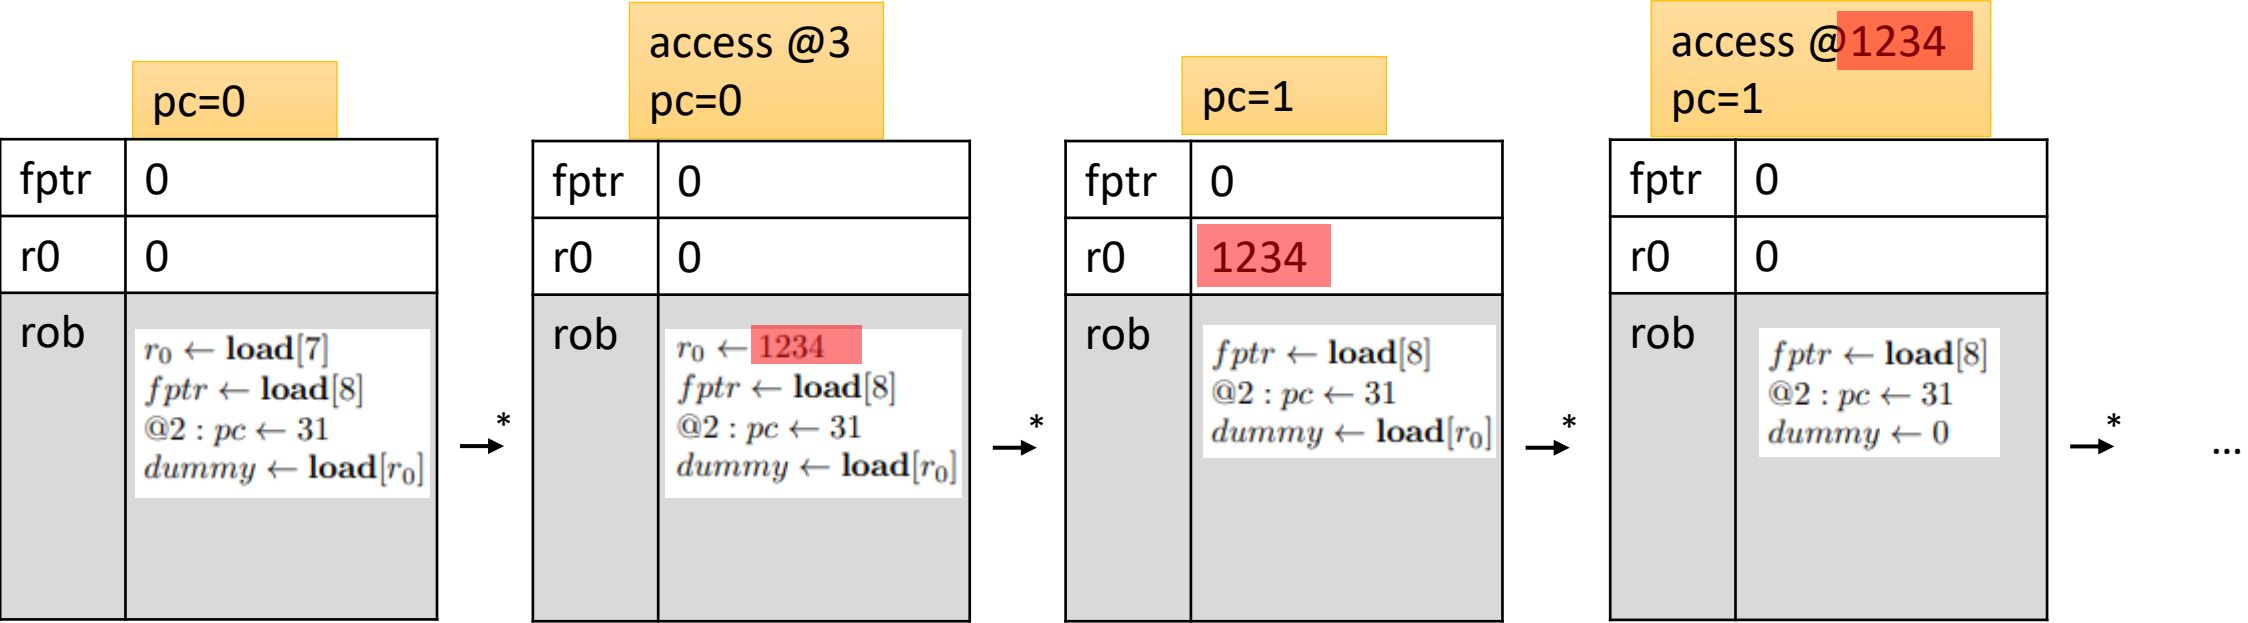 pc=0
fptr 0
r0 0
rob
r₀ ← load[7]
fptr ← load[8]
@2 : pc ← 31
dummy ← load[r₀]
→*
access @3
pc=0
fptr 0
r0 0
rob
r₀ ← 1234
fptr ← load[8]
@2 : pc ← 31
dummy ← load[r₀]
→*
pc=1
fptr 0
r0 1234
rob
fptr ← load[8]
@2 : pc ← 31
dummy ← load[r₀]
→*
access @1234
pc=1
fptr 0
r0 0
rob
fptr ← load[8]
@2 : pc ← 31
dummy ← 0
→*
...